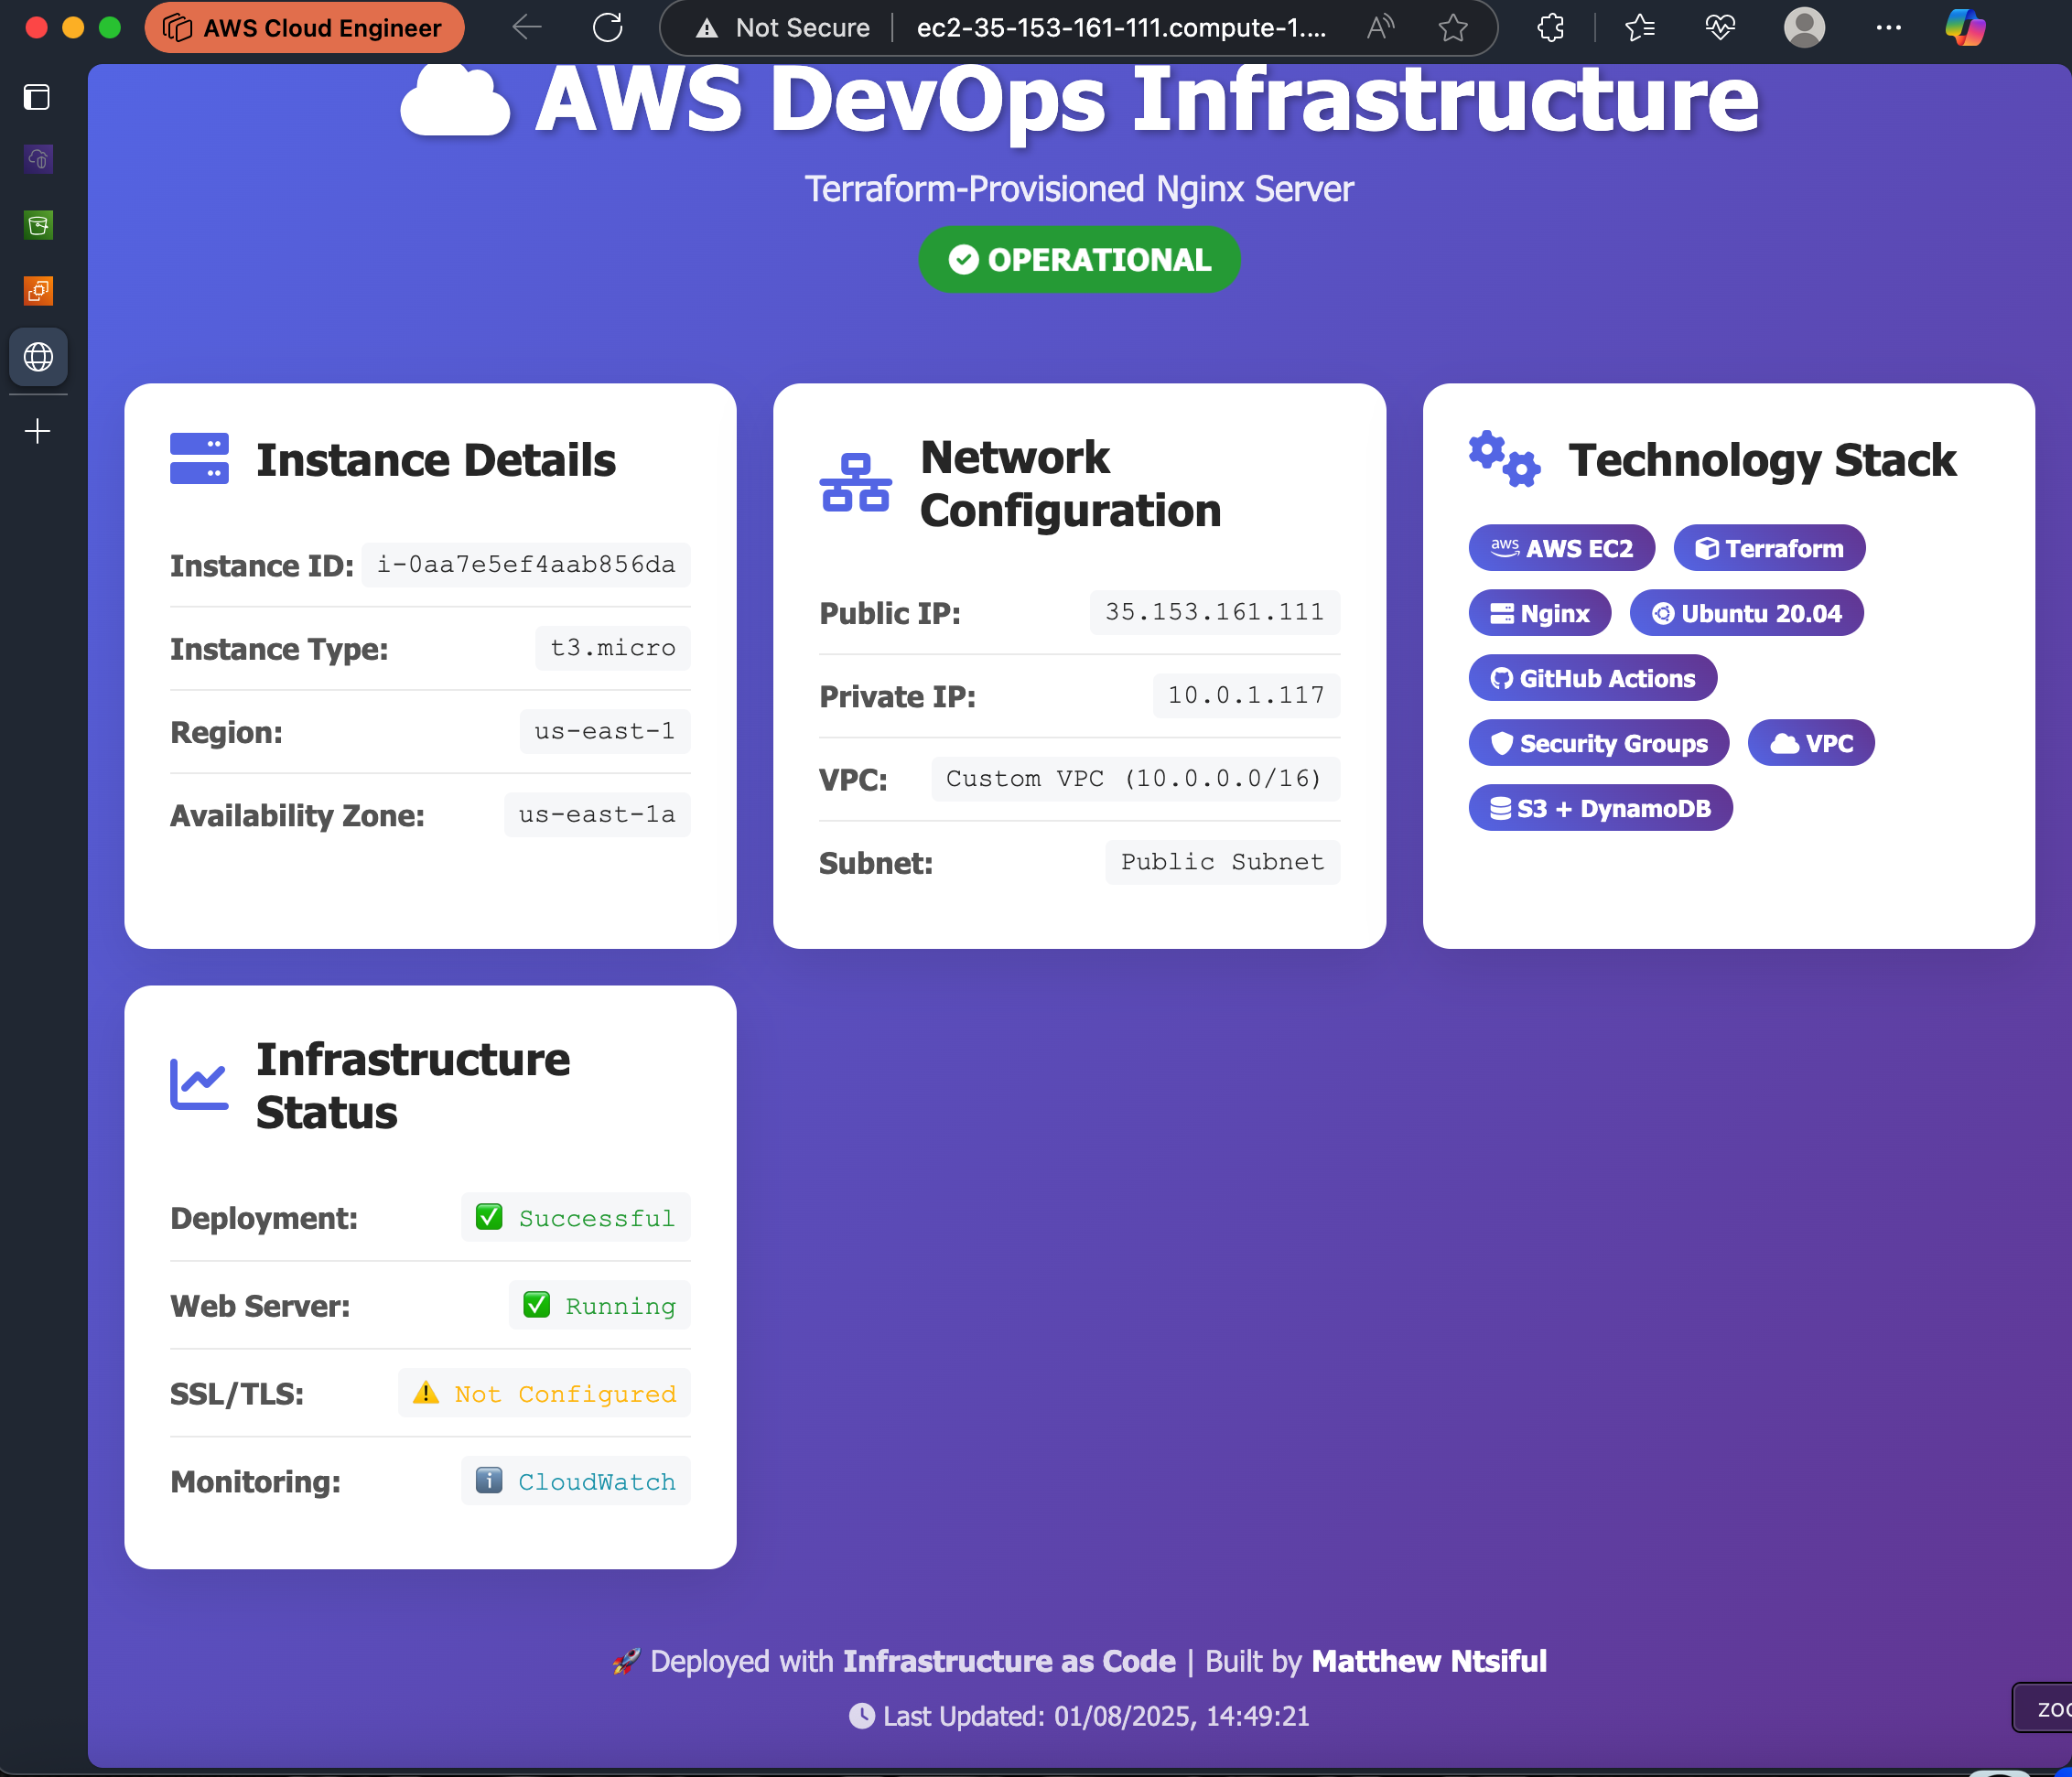 AWS Cloud Engineer
Not Secure
ec2-35-153-161-111.compute-1....
AWS DevOps Infrastructure
Terraform-Provisioned Nginx Server
OPERATIONAL
Instance Details
Instance ID: i-0aa7e5ef4aab856da
Instance Type: t3.micro
Region: us-east-1
Availability Zone: us-east-1a
Network
Configuration
Public IP: 35.153.161.111
Private IP: 10.0.1.117
VPC: Custom VPC (10.0.0.0/16)
Subnet: Public Subnet
Technology Stack
aws AWS EC2
Terraform
Nginx
Ubuntu 20.04
GitHub Actions
Security Groups
VPC
S3 + DynamoDB
Infrastructure
Status
Deployment: ✅ Successful
Web Server: ✅ Running
SSL/TLS: ⚠️ Not Configured
Monitoring: ℹ️ CloudWatch
🚀 Deployed with Infrastructure as Code | Built by Matthew Ntsiful
Last Updated: 01/08/2025, 14:49:21